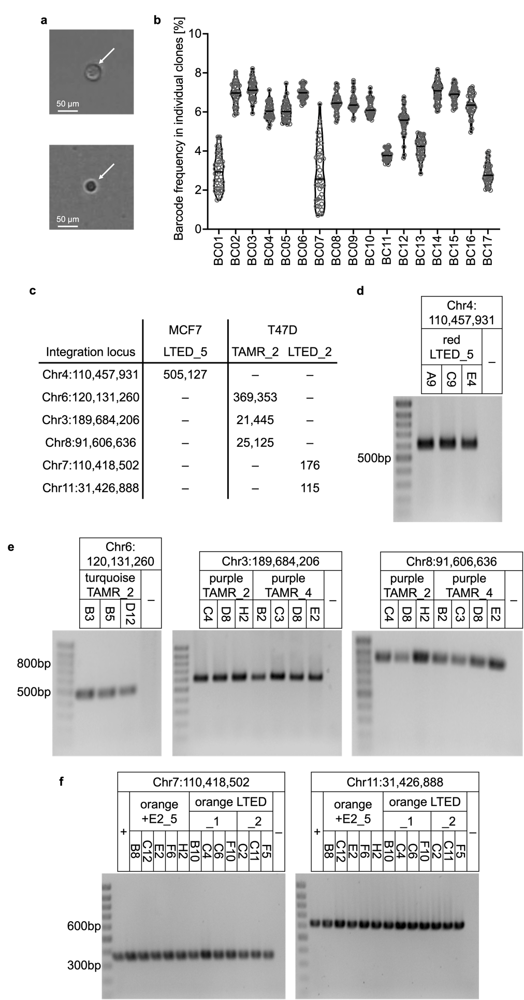 a
50 µm
50 µm
b
Barcode frequency in individual clones [%]
10
8
6
4
2
0
BC01
BC02
BC03
BC04
BC05
BC06
BC07
BC08
BC09
BC10
BC11
BC12
BC13
BC14
BC15
BC16
BC17
c
MCF7 T47D
Integration locus LTED_5 TAMR_2 LTED_2
Chr4:110,457,931 505,127 – –
Chr6:120,131,260 – 369,353 –
Chr3:189,684,206 – 21,445 –
Chr8:91,606,636 – 25,125 –
Chr7:110,418,502 – – 176
Chr11:31,426,888 – – 115
d
Chr4:
110,457,931
red
LTED_5
–
A9 C9 E4
500bp
e
Chr6:
120,131,260
turquoise
TAMR_2
–
B3 B5 D12
800bp
500bp
Chr3:189,684,206
purple purple
TAMR_2 TAMR_4
–
C4 D8 H2 B2 C3 D8 E2
Chr8:91,606,636
purple purple
TAMR_2 TAMR_4
–
C4 D8 H2 B2 C3 D8 E2
f
Chr7:110,418,502
orange LTED
orange
+E2_5
_1 _2
+ –
B8 C12 E2 F6 H2 B10 C4 C6 F10 C2 C11 F5
600bp
300bp
Chr11:31,426,888
orange LTED
orange
+E2_5
_1 _2
+ –
B8 C12 E2 F6 H2 B10 C4 C6 F10 C2 C11 F5